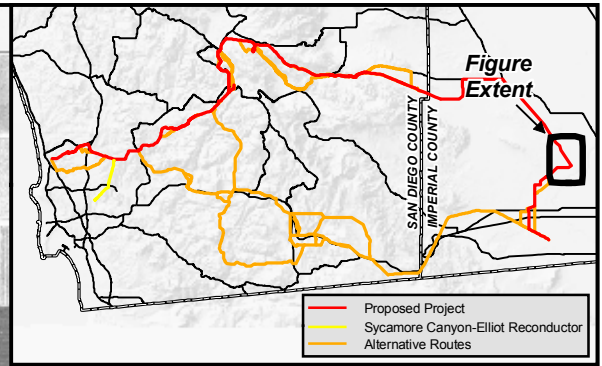 Figure
Extent
SAN DIEGO COUNTY
IMPERIAL COUNTY
Proposed Project
Sycamore Canyon-Elliot Reconductor
Alternative Routes